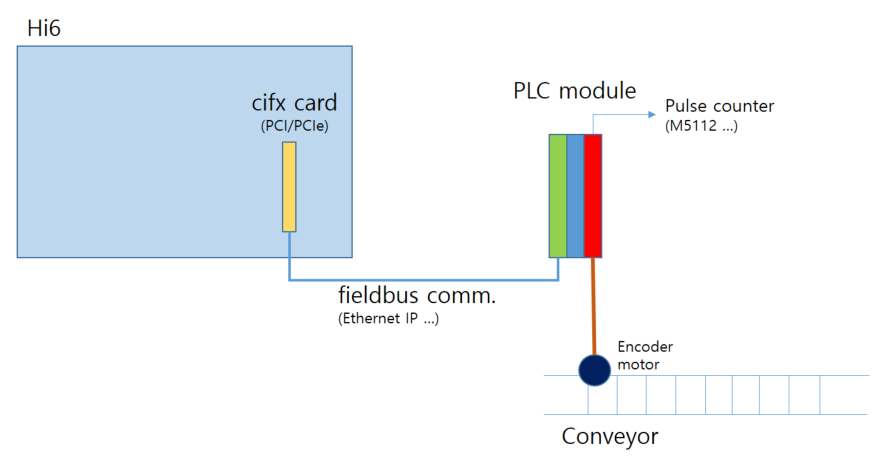 Hi6
cifx card
(PCI/PCIe)
PLC module
Pulse counter
(M5112 ...)
fieldbus comm.
(Ethernet IP ...)
Encoder
motor
Conveyor